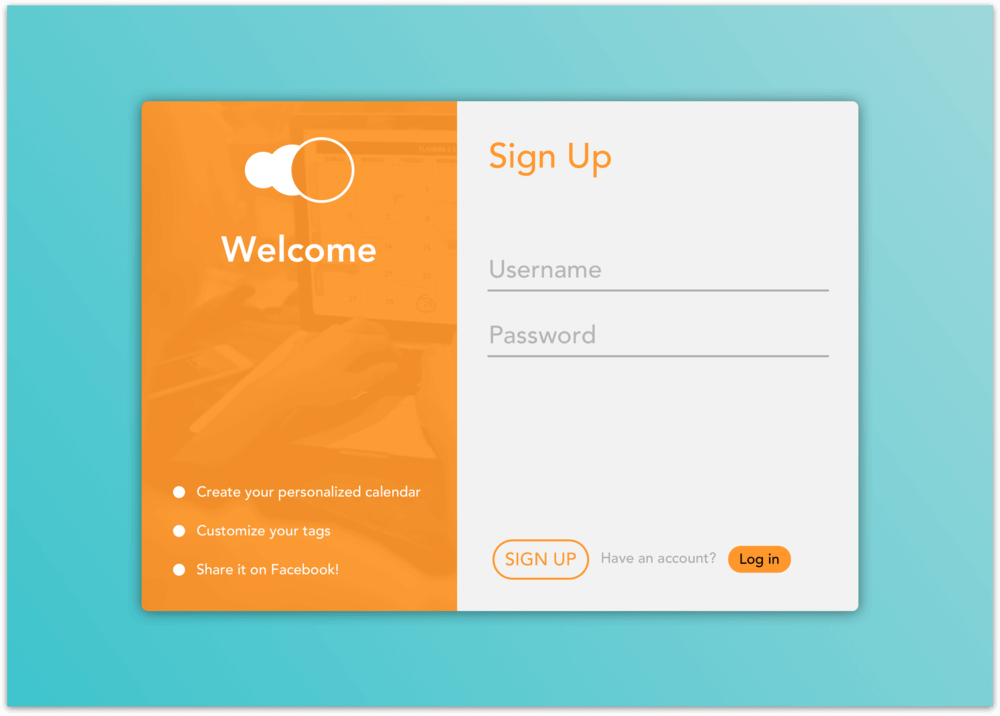 Welcome
Create your personalized calendar
Customize your tags
Share it on Facebook!
Sign Up
Username
Password
SIGN UP
Have an account?
Log in